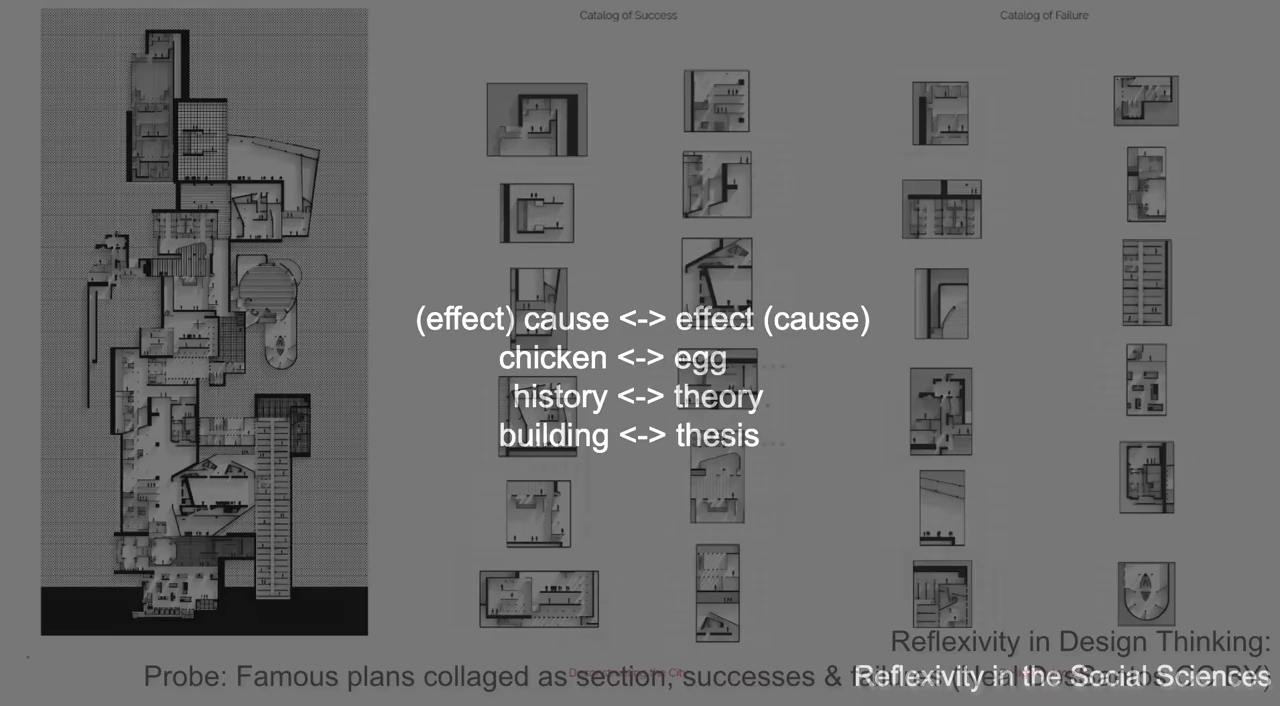 Catalog of Success
Catalog of Failure
(effect) cause <-> effect (cause)
chicken <-> egg
history <-> theory
building <-> thesis
Reflexivity in Design Thinking:
Probe: Famous plans collaged as section, successes &
Reflexivity in the Social Sciences